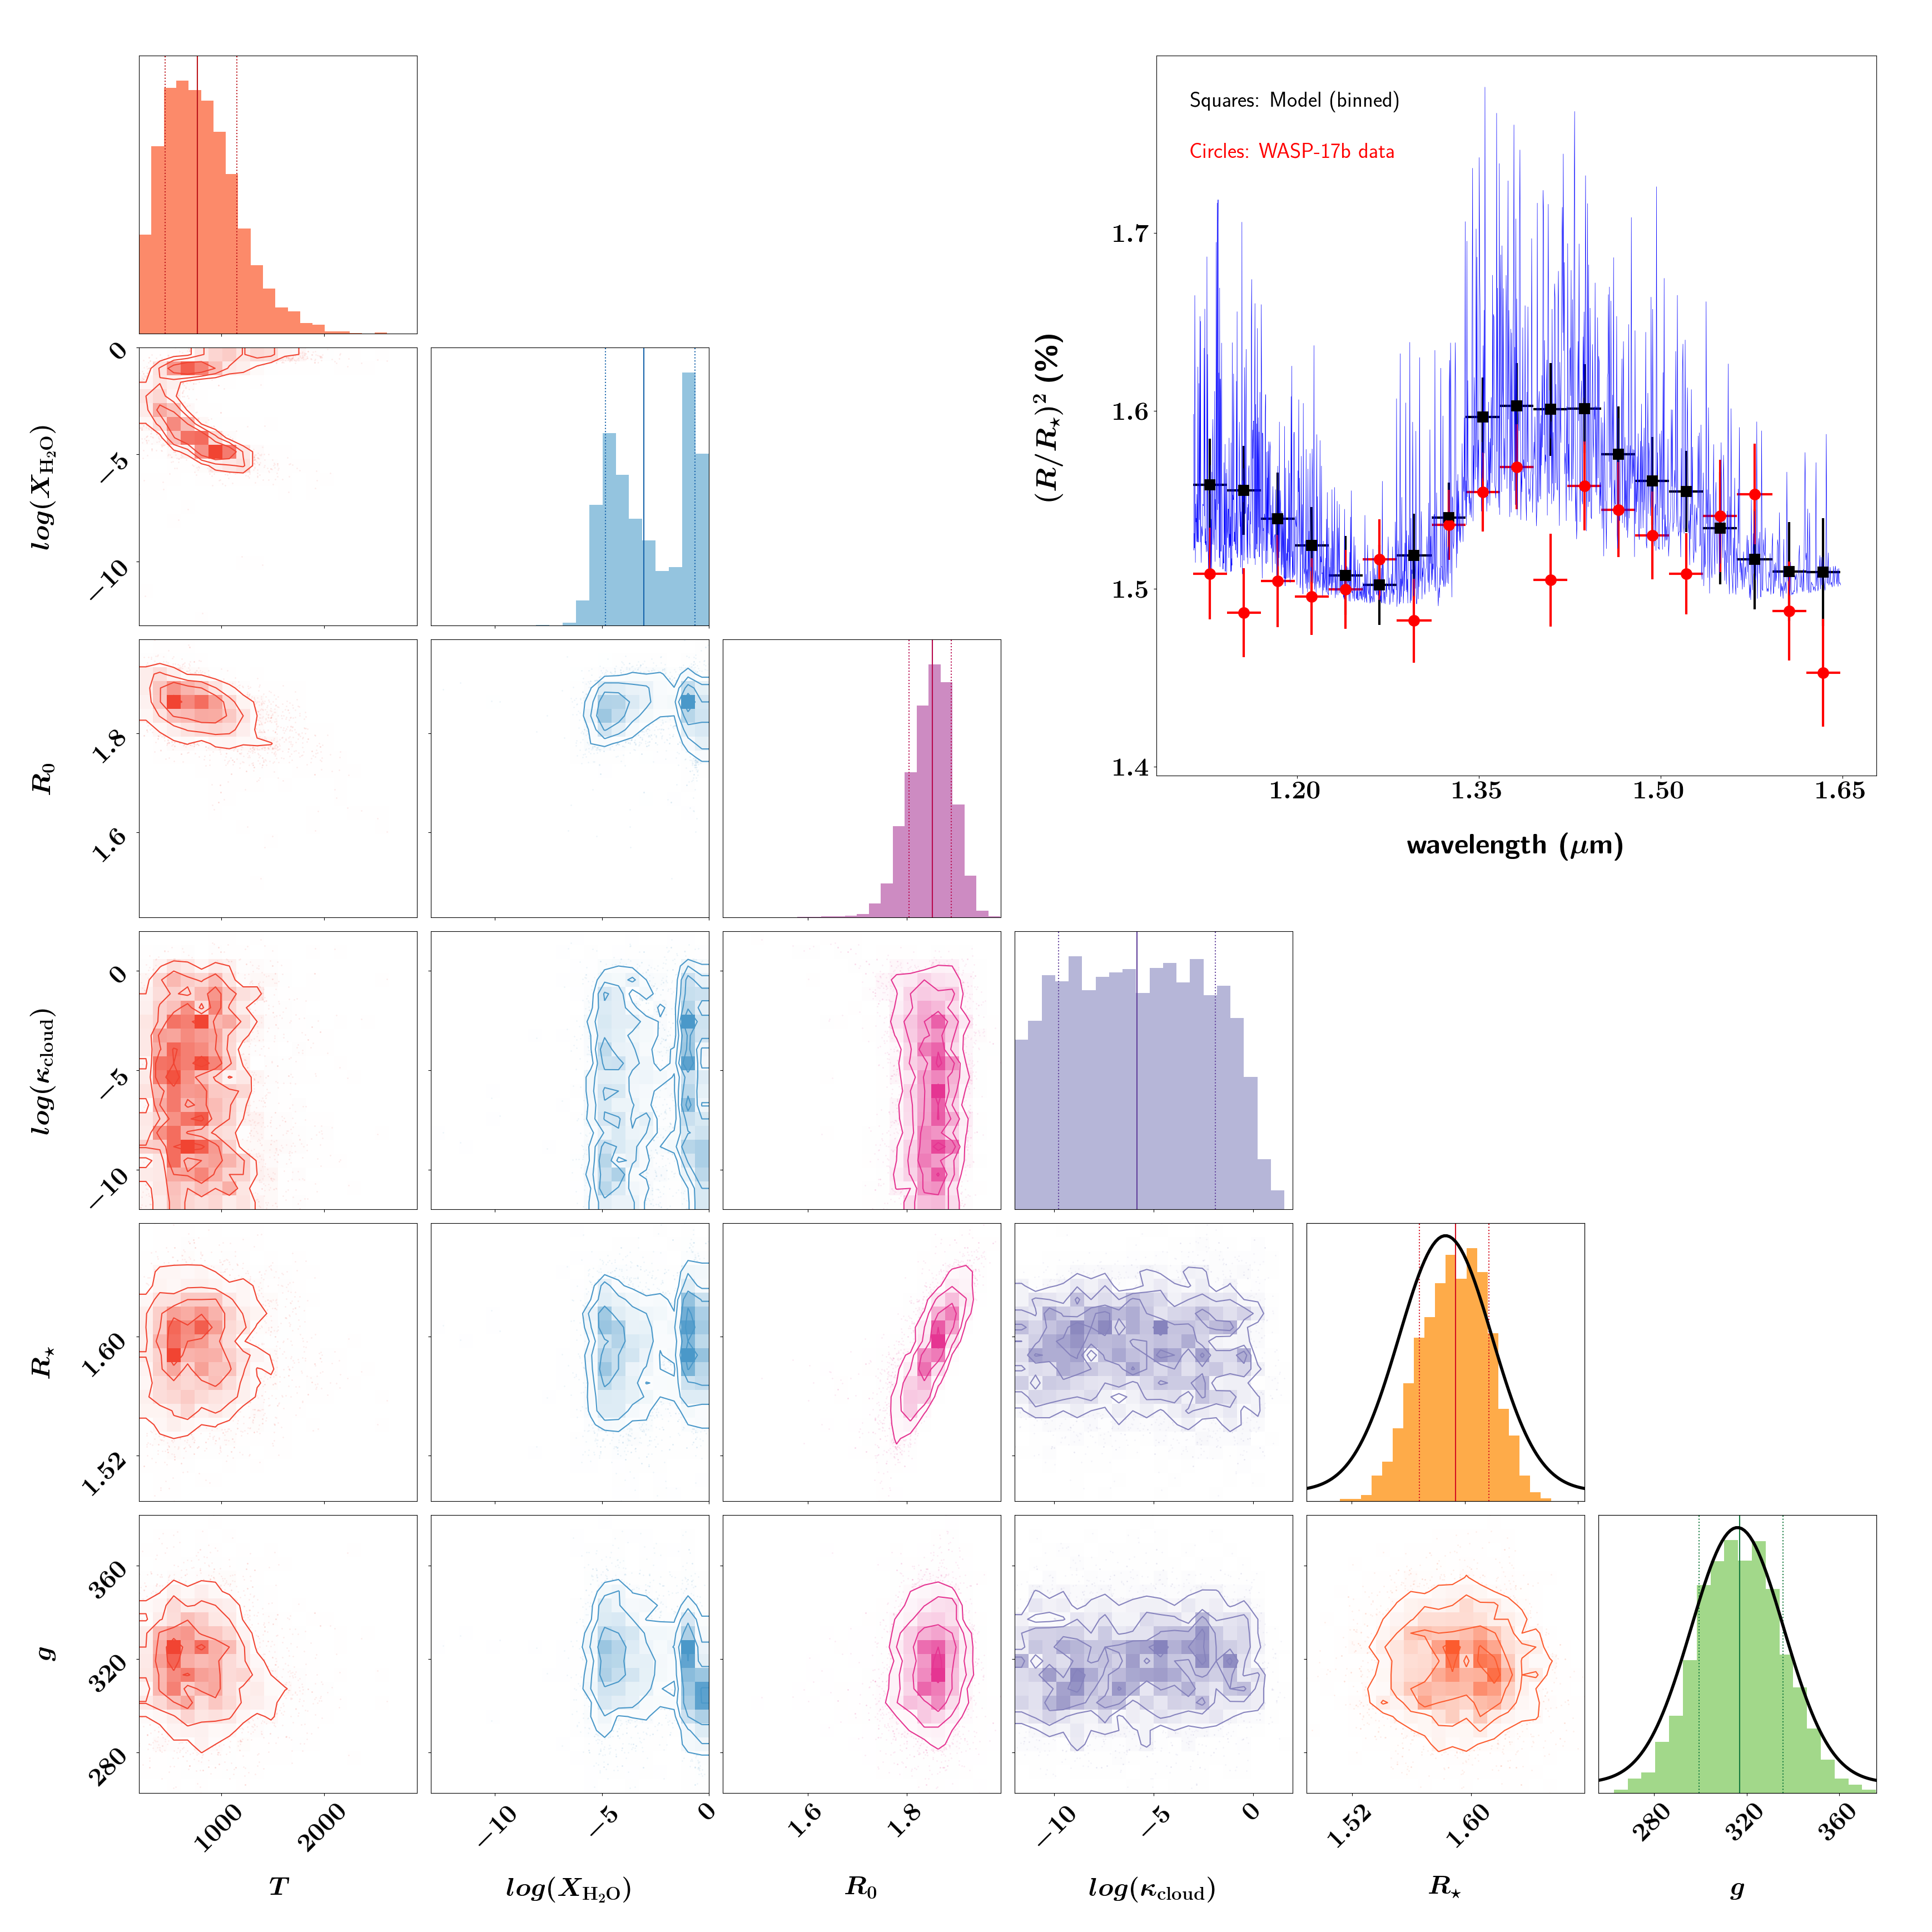 Squares: Model (binned)
Circles: WASP-17b data
(R/R⋆)² (%)
1.7
1.6
1.5
1.4
1.20 1.35 1.50 1.65
wavelength (μm)
log(X_H₂O)
0
−5
−10
R₀
1.8
1.6
log(κ_cloud)
0
−5
−10
R⋆
1.60
1.52
g
360
320
280
1000 2000 −10 −5 0 1.6 1.8 −10 −5 0 1.52 1.60 280 320 360
T log(X_H₂O) R₀ log(κ_cloud) R⋆ g